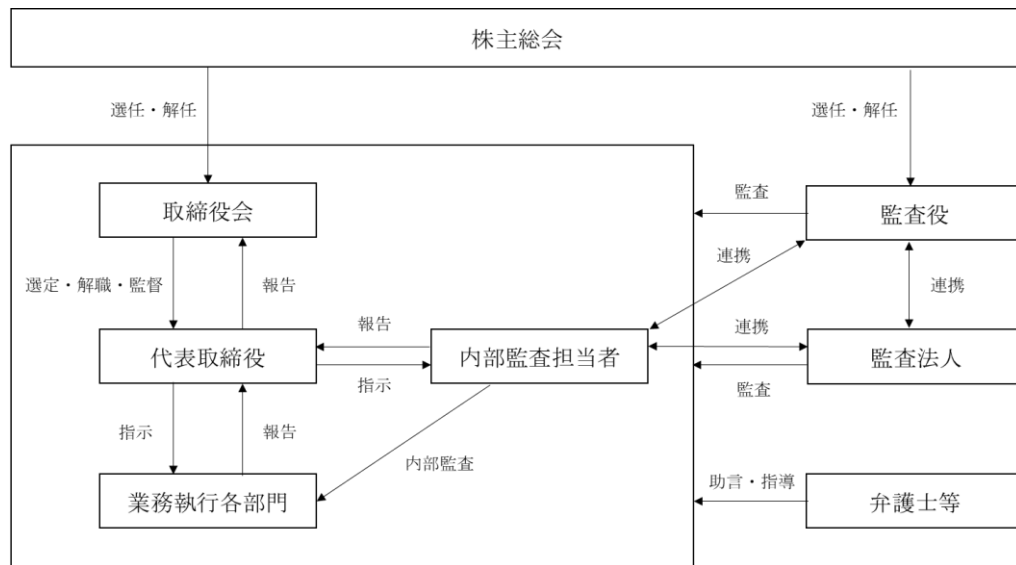 株主総会
選任・解任
選任・解任
取締役会
監査
監査役
連携
選定・解職・監督
報告
連携
報告
連携
代表取締役
内部監査担当者
監査法人
指示
監査
指示
報告
内部監査
助言・指導
業務執行各部門
弁護士等